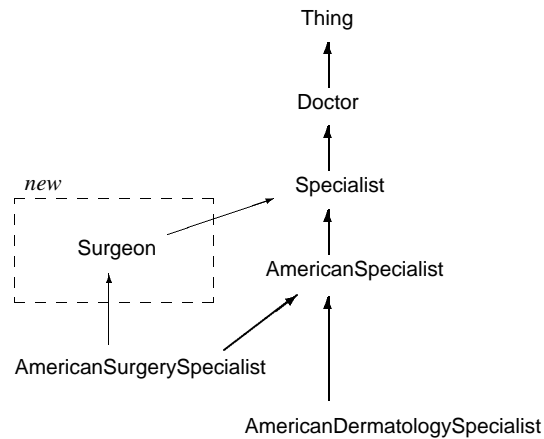 Thing
Doctor
new
Specialist
Surgeon
AmericanSpecialist
AmericanSurgerySpecialist
AmericanDermatologySpecialist